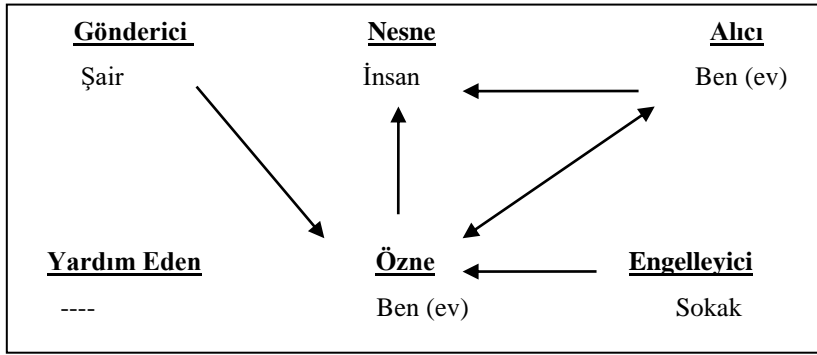 Gönderici Nesne Alıcı
Şair İnsan Ben (ev)
Yardım Eden Özne Engelleyici
---- Ben (ev) Sokak